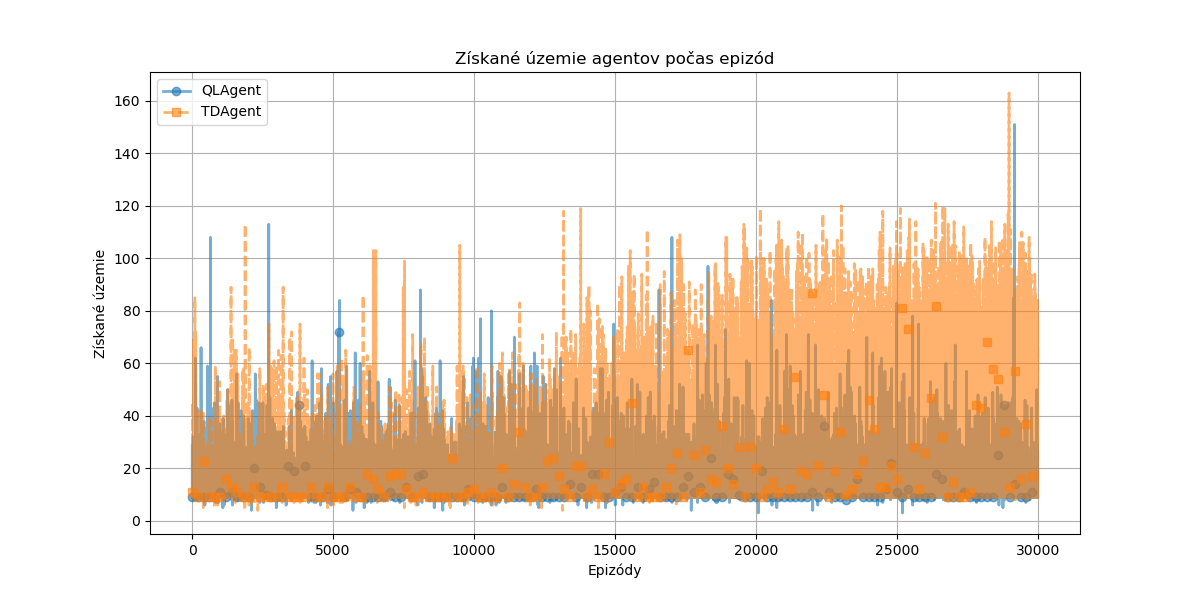 Získané územie agentov počas epizód
QLAgent
TDAgent
160
140
120
100
80
60
40
20
0
Získané územie
0 5000 10000 15000 20000 25000 30000
Epizódy